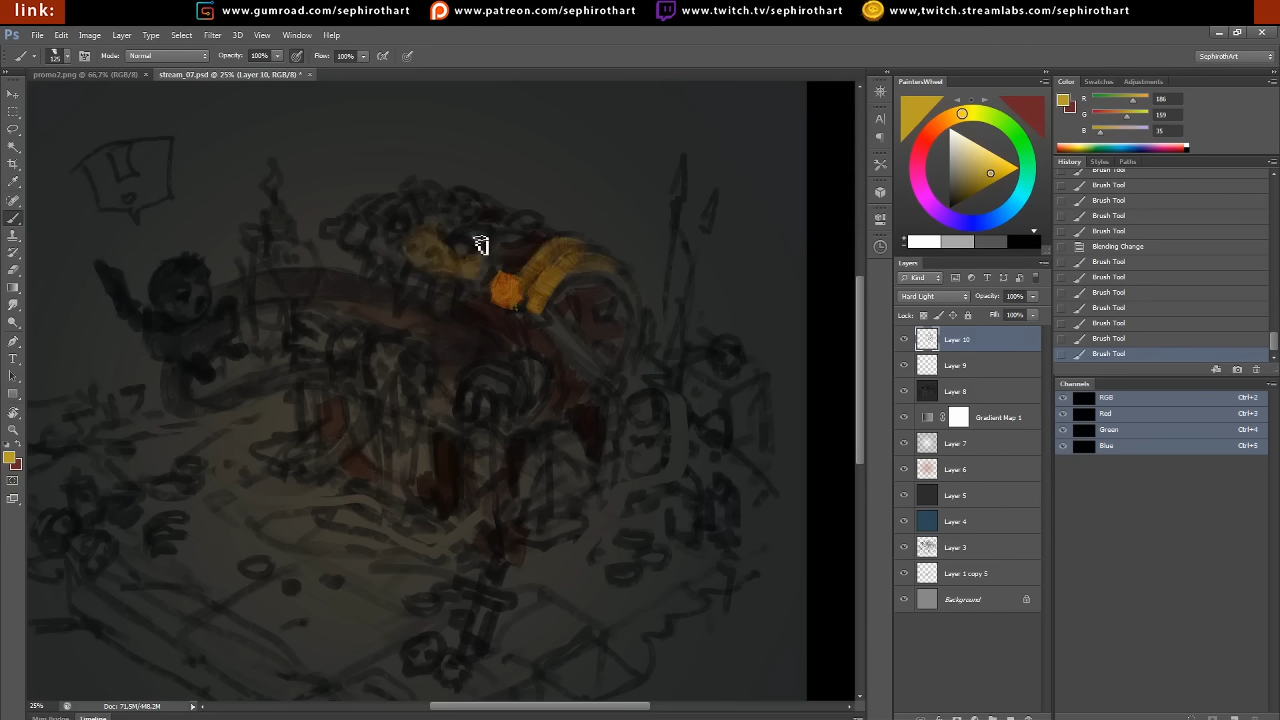 link: www.gumroad.com/sephirothart www.patreon.com/sephirothart www.twitch.tv/sephirothart www.twitch.streamlabs.com/sephirothart
Ps File Edit Image Layer Type Select Filter 3D View Window Help
125 Mode: Normal Opacity: 100% Flow: 100% SephirothArt
promo2.png @ 66,7% (RGB/8) × stream_07.psd @ 25% (Layer 10, RGB/8) * ×
PaintersWheel
Color Swatches Adjustments
R 186
G 159
B 35
History Styles Paths
Brush Tool
Brush Tool
Brush Tool
Brush Tool
Brush Tool
Blending Change
Brush Tool
Brush Tool
Brush Tool
Brush Tool
Brush Tool
Brush Tool
Brush Tool
Layers
Kind
Hard Light Opacity: 100%
Lock: Fill: 100%
Layer 10
Layer 9
Layer 8
Gradient Map 1
Layer 7
Layer 6
Layer 5
Layer 4
Layer 3
Layer 1 copy 5
Background
Channels
RGB Ctrl+2
Red Ctrl+3
Green Ctrl+4
Blue Ctrl+5
!!
25% Doc: 71,5M/448,2M
Mini Bridge Timeline